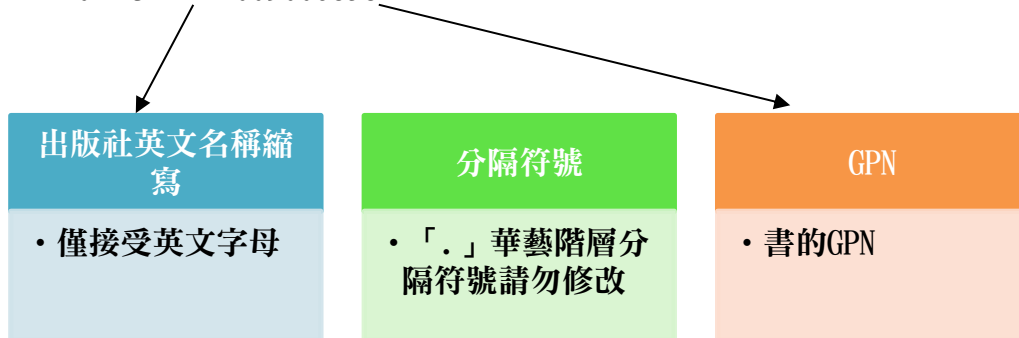 出版社英文名稱縮
寫
・僅接受英文字母
分隔符號
・「.」華藝階層分
隔符號請勿修改
GPN
・書的GPN